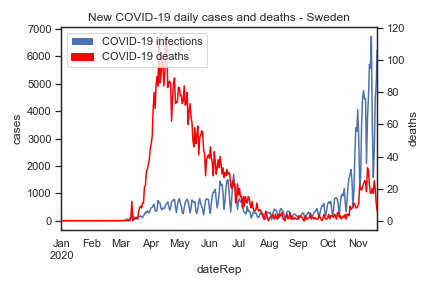 New COVID-19 daily cases and deaths - Sweden
COVID-19 infections
COVID-19 deaths
7000
6000
5000
4000
3000
2000
1000
0
cases
120
100
80
60
40
20
0
deaths
Jan Feb Mar Apr May Jun Jul Aug Sep Oct Nov
2020
dateRep